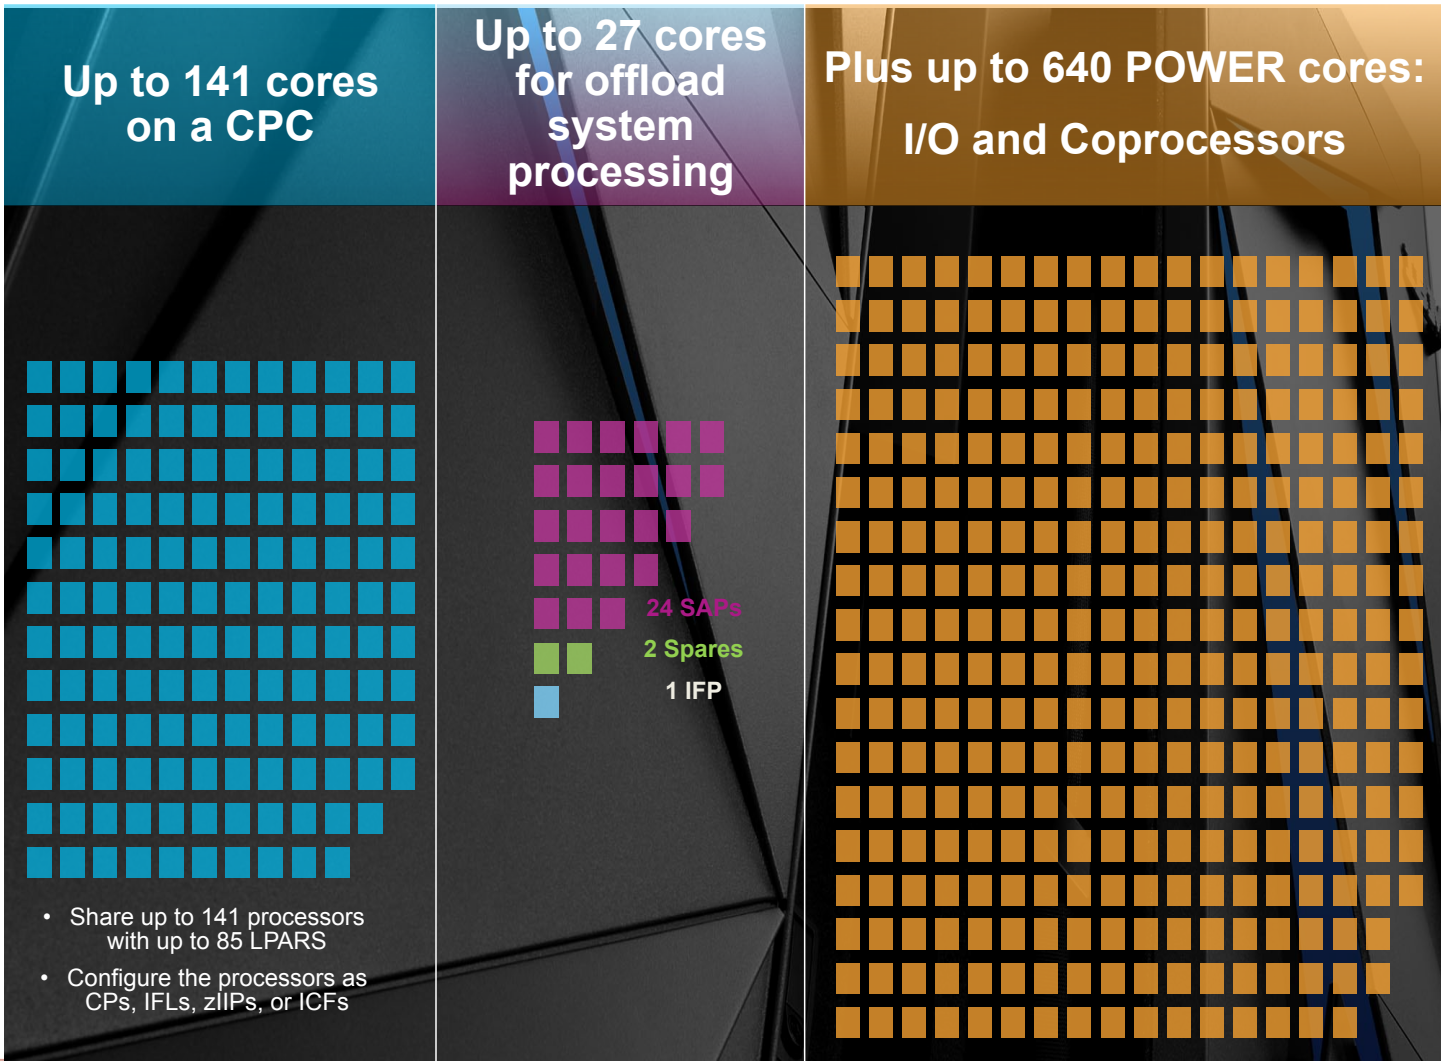 Up to 141 cores
on a CPC
Up to 27 cores
for offload
system
processing
Plus up to 640 POWER cores:
I/O and Coprocessors
24 SAPs
2 Spares
1 IFP
• Share up to 141 processors
with up to 85 LPARS
• Configure the processors as
CPs, IFLs, zIIPs, or ICFs